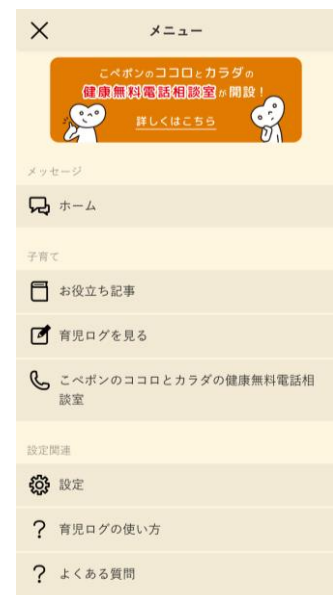 メニュー
こぺポンのココロとカラダの
健康無料電話相談室が開設！
詳しくはこちら
メッセージ
ホーム
子育て
お役立ち記事
育児ログを見る
こぺポンのココロとカラダの健康無料電話相
談室
設定関連
設定
育児ログの使い方
よくある質問